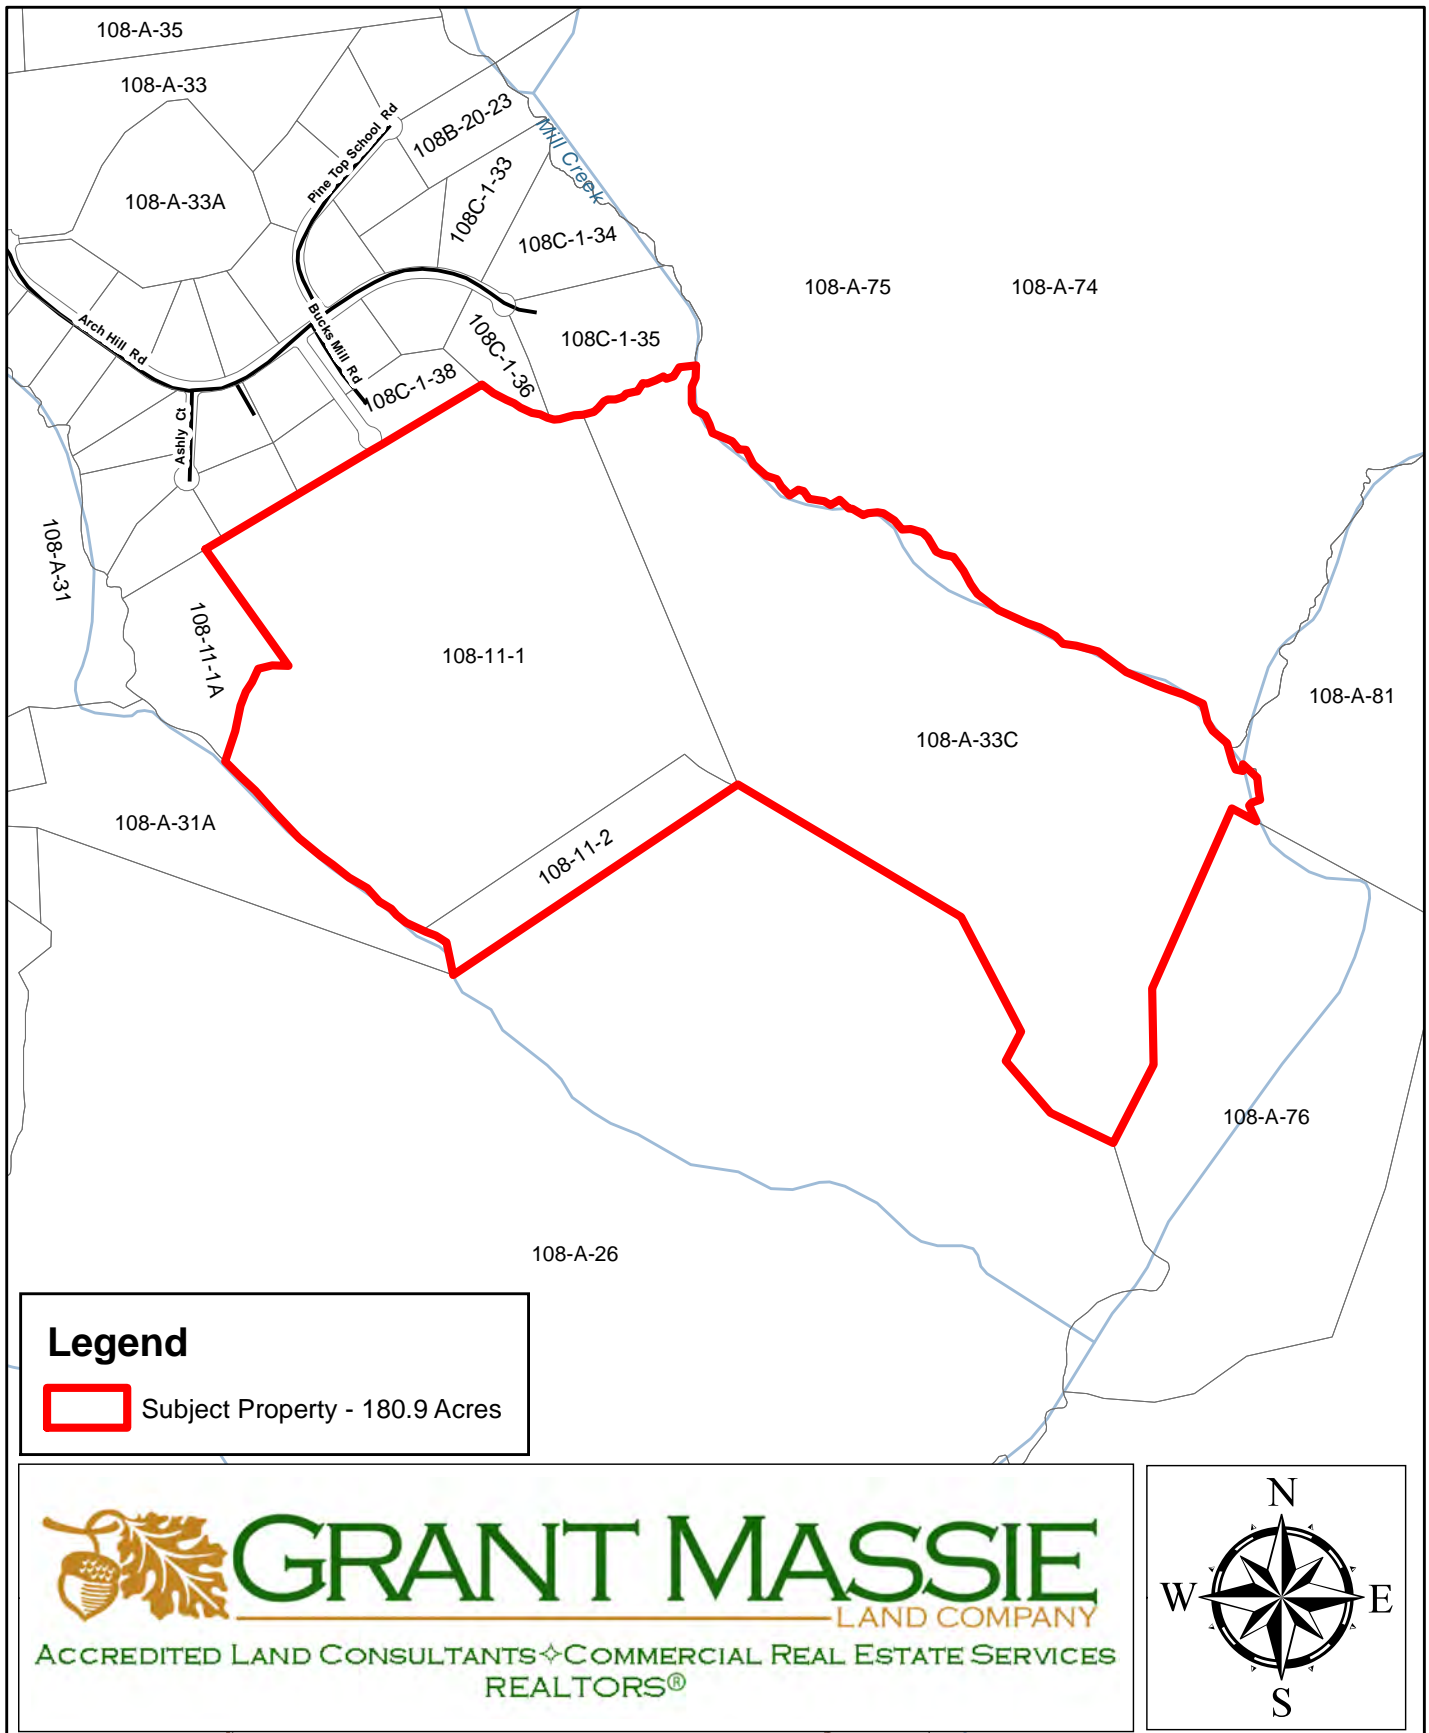 108-A-35
108-A-33
108-A-33A
Pine Top School Rd
108B-20-23
Mill Creek
108C-1-33
108C-1-34
108-A-75
108-A-74
Arch Hill Rd
Bucks Mill Rd
108C-1-36
108C-1-35
108C-1-38
Ashly Ct
108-A-31
108-11-1A
108-11-1
108-A-33C
108-A-81
108-A-31A
108-11-2
108-A-76
108-A-26
Legend
Subject Property - 180.9 Acres
GRANT MASSIE
LAND COMPANY
ACCREDITED LAND CONSULTANTS✧COMMERCIAL REAL ESTATE SERVICES
REALTORS®
N
W E
S